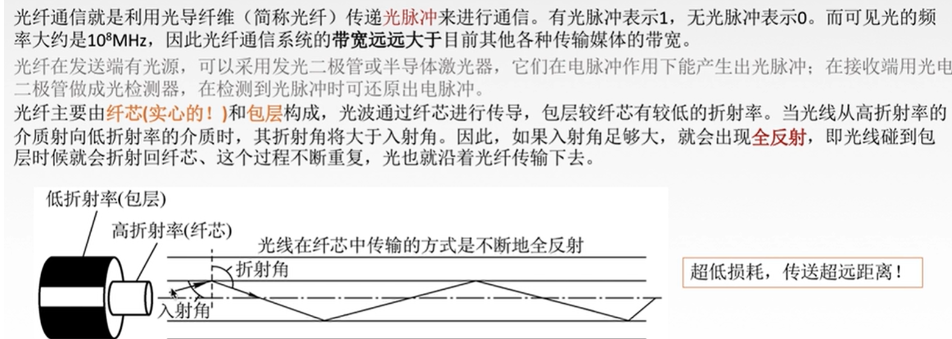 光纤通信就是利用光导纤维（简称光纤）传递光脉冲来进行通信。有光脉冲表示1，无光脉冲表示0。而可见光的频
率大约是10⁸MHz，因此光纤通信系统的带宽远远大于目前其他各种传输媒体的带宽。
光纤在发送端有光源，可以采用发光二极管或半导体激光器，它们在电脉冲作用下能产生出光脉冲；在接收端用光电
二极管做成光检测器，在检测到光脉冲时可还原出电脉冲。
光纤主要由纤芯(实心的！)和包层构成，光波通过纤芯进行传导，包层较纤芯有较低的折射率。当光线从高折射率的
介质射向低折射率的介质时，其折射角将大于入射角。因此，如果入射角足够大，就会出现全反射，即光线碰到包
层时候就会折射回纤芯、这个过程不断重复，光也就沿着光纤传输下去。
低折射率(包层)
高折射率(纤芯)
光线在纤芯中传输的方式是不断地全反射
折射角
入射角
超低损耗，传送超远距离！